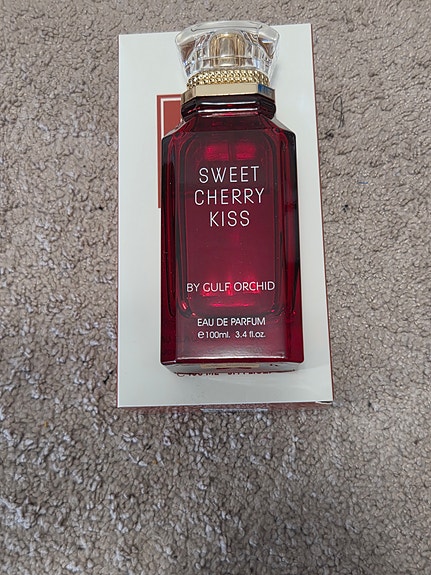 SWEET
CHERRY
KISS
BY GULF ORCHID
EAU DE PARFUM
℮100ml. 3.4 fl.oz.